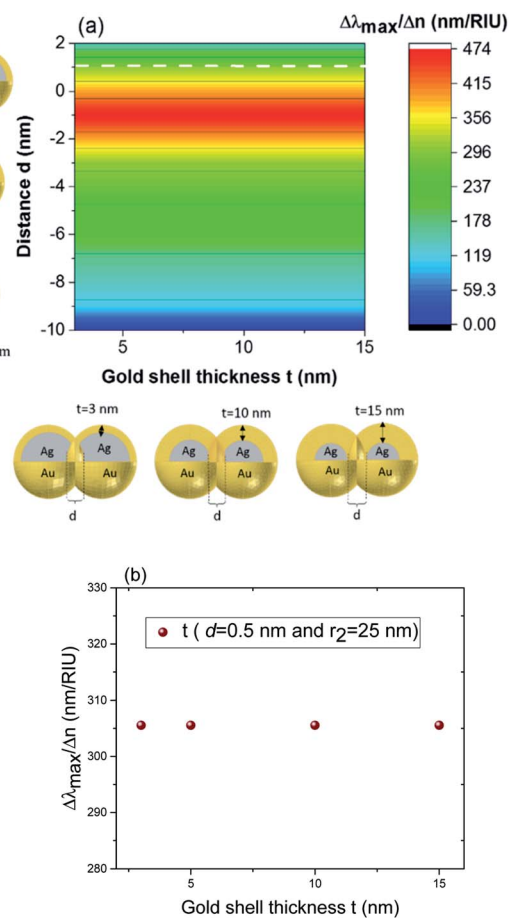 (a)
Δλmax/Δn (nm/RIU)
2
0
-2
-4
-6
-8
-10
Distance d (nm)
474
415
356
296
237
178
119
59.3
0.00
5
10
15
m
Gold shell thickness t (nm)
t=3 nm
t=10 nm
t=15 nm
Ag
Ag
Ag
Ag
Ag
Ag
Au
Au
Au
Au
Au
Au
d
d
d
(b)
330
320
310
300
290
280
Δλmax/Δn (nm/RIU)
t ( d=0.5 nm and r2=25 nm)
5
10
15
Gold shell thickness t (nm)